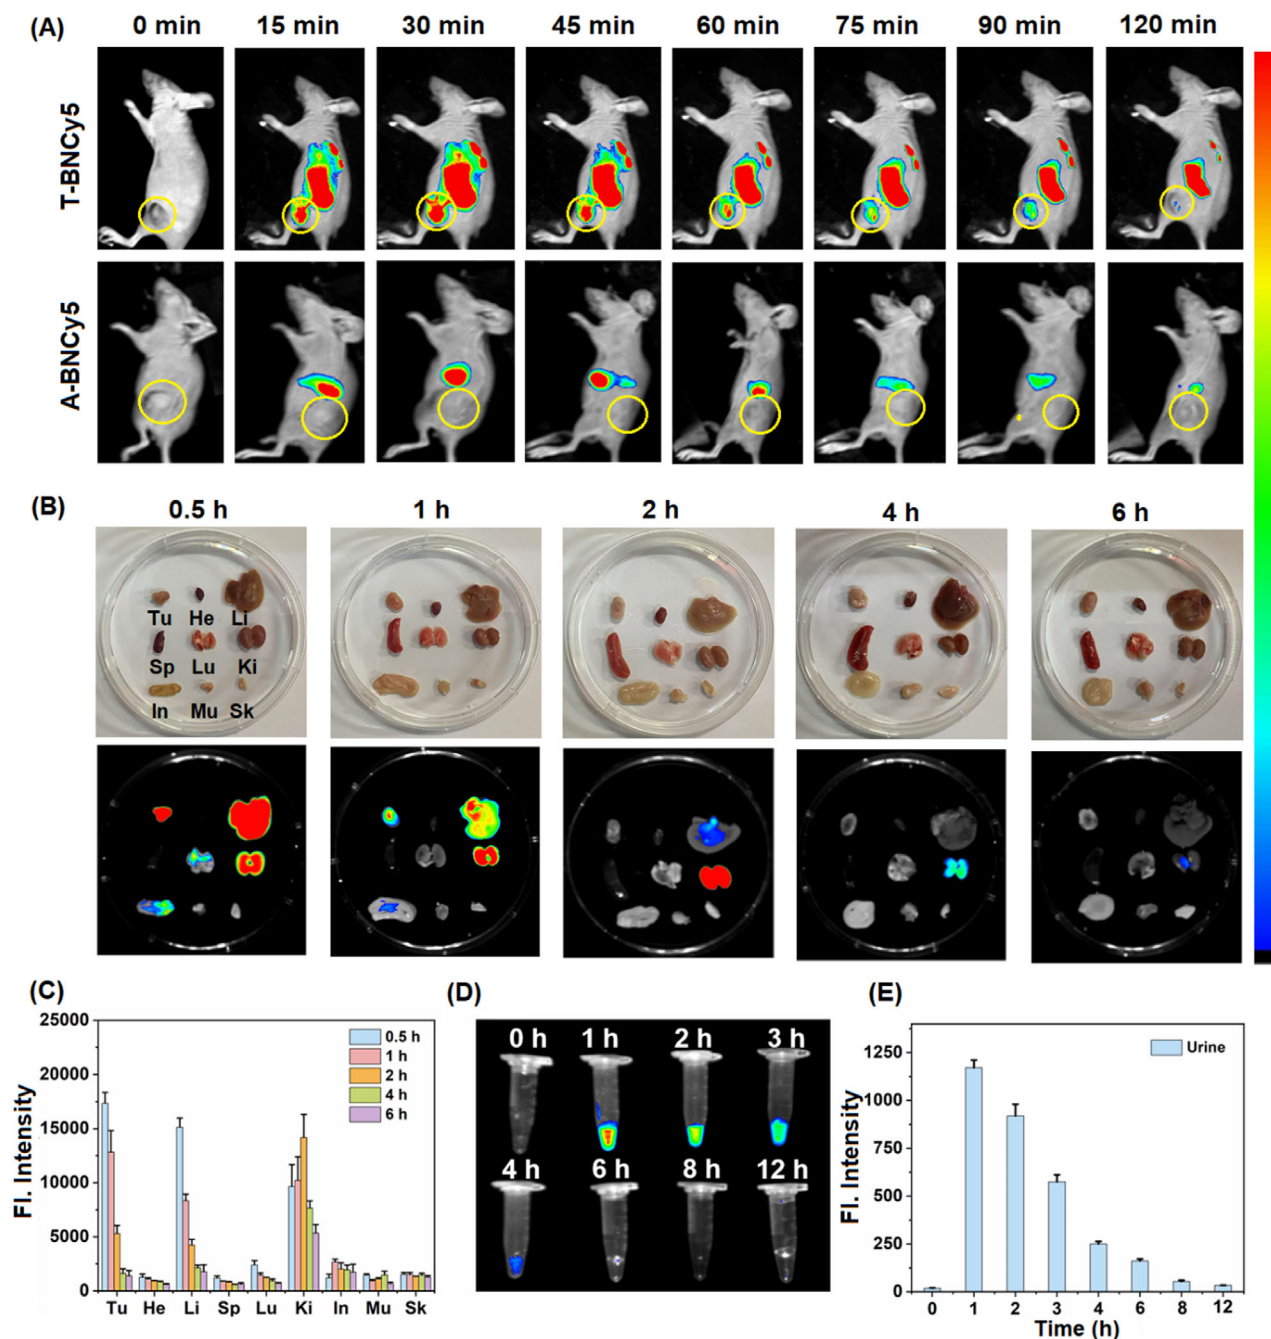 (A)
0 min 15 min 30 min 45 min 60 min 75 min 90 min 120 min
T-BNCy5
A-BNCy5
(B)
0.5 h 1 h 2 h 4 h 6 h
Tu He Li
Sp Lu Ki
In Mu Sk
(C)
25000
20000
15000
10000
5000
0
Fl. Intensity
0.5 h
1 h
2 h
4 h
6 h
Tu He Li Sp Lu Ki In Mu Sk
(D)
0 h 1 h 2 h 3 h
4 h 6 h 8 h 12 h
(E)
1250
1000
750
500
250
0
Fl. Intensity
Urine
0 1 2 3 4 6 8 12
Time (h)